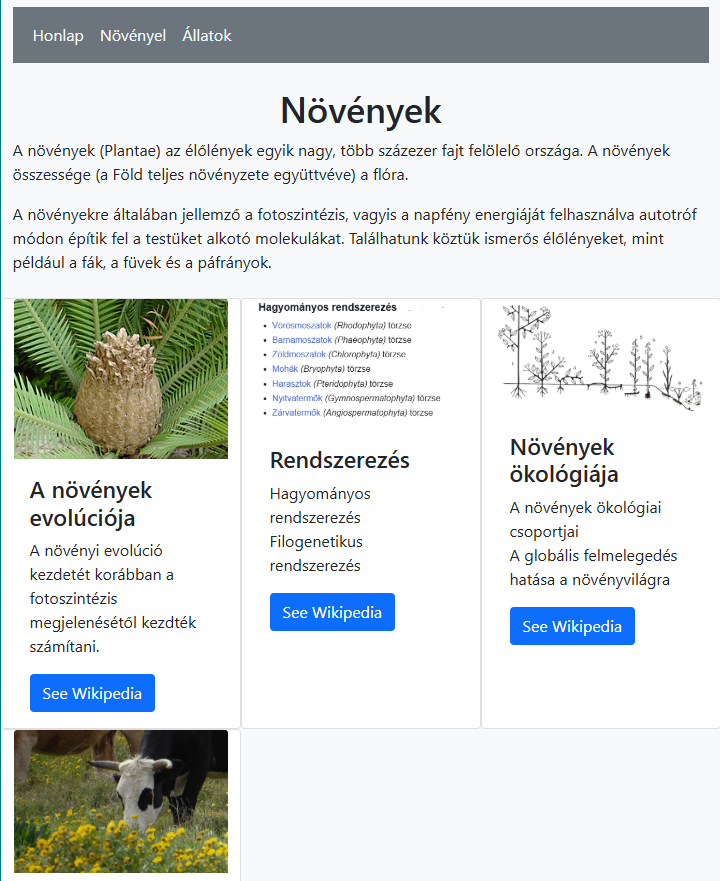 Honlap Növényel Állatok
Növények
A növények (Plantae) az élőlények egyik nagy, több százezer fajt felölelő országa. A növények
összessége (a Föld teljes növényzete együttvéve) a flóra.
A növényekre általában jellemző a fotoszintézis, vagyis a napfény energiáját felhasználva autotróf
módon építik fel a testüket alkotó molekulákat. Találhatunk köztük ismerős élőlényeket, mint
például a fák, a füvek és a páfrányok.
A növények
evolúciója
A növényi evolúció
kezdetét korábban a
fotoszintézis
megjelenésétől kezdték
számítani.
See Wikipedia
Hagyományos rendszerezés
Vörösmoszatok (Rhodophyta) törzse
Barnamoszatok (Phaeophyta) törzse
Zöldmoszatok (Chlorophyta) törzse
Mohák (Bryophyta) törzse
Harasztok (Pteridophyta) törzse
Nyitvatermők (Gymnospermatophyta) törzse
Zárvatermők (Angiospermatophyta) törzse
Rendszerezés
Hagyományos
rendszerezés
Filogenetikus
rendszerezés
See Wikipedia
Növények
ökológiája
A növények ökológiai
csoportjai
A globális felmelegedés
hatása a növényvilágra
See Wikipedia